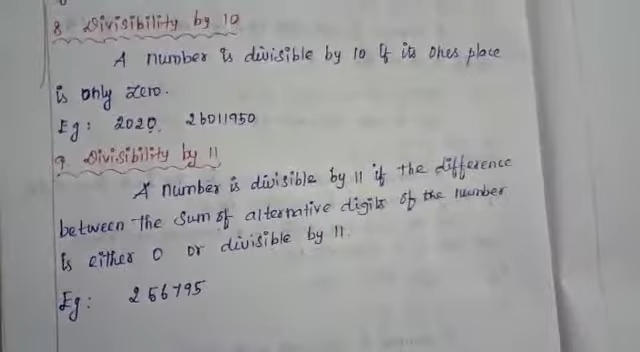 8 Divisibility by 10
A number is divisible by 10 if its ones place
is only zero.
Eg: 2020, 26011950
9 Divisibility by 11
A number is divisible by 11 if the difference
between the sum of alternative digits of the number
is either 0 or divisible by 11.
Eg: 256795